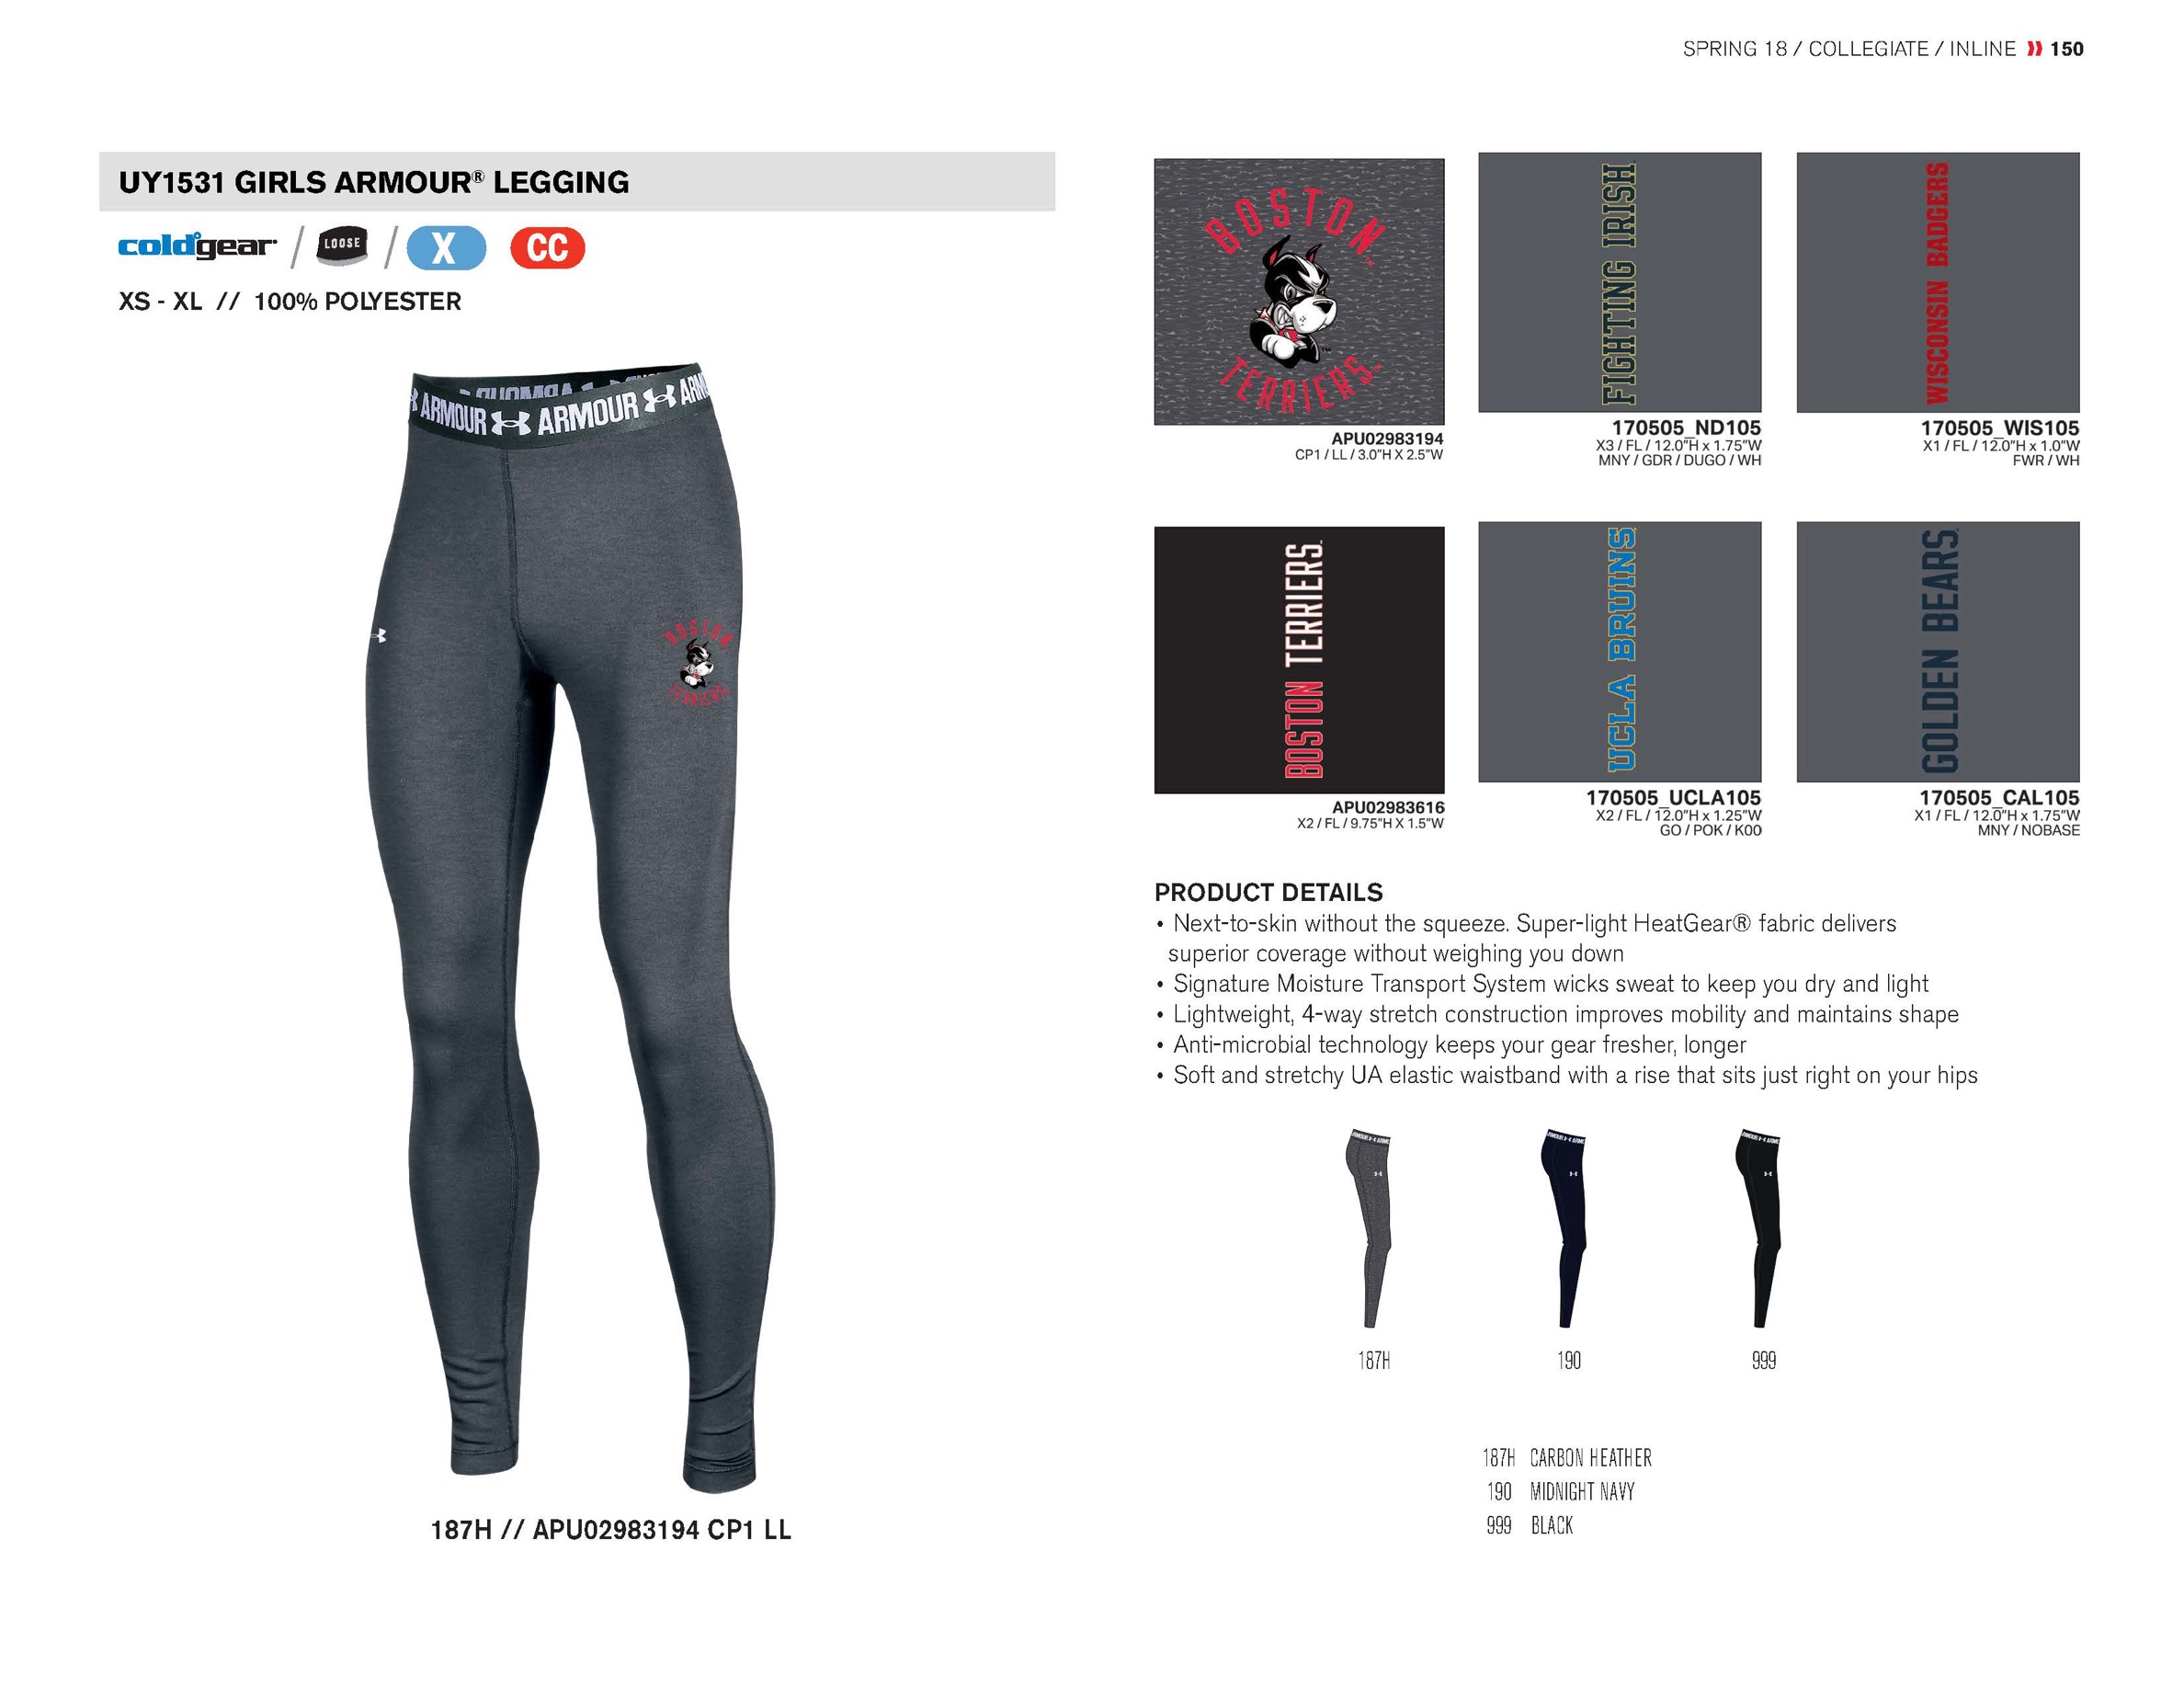 SPRING 18 / COLLEGIATE / INLINE 150
UY1531 GIRLS ARMOUR® LEGGING
coldgear / LOOSE / X CC
XS - XL // 100% POLYESTER
ARMOUR ARMOUR ARM
BOSTON
TERRIERS
187H // APU02983194 CP1 LL
BOSTON
TERRIERS™
APU02983194
CP1 / LL / 3.0"H X 2.5"W
FIGHTING IRISH
170505_ND105
X3 / FL / 12.0"H x 1.75"W
MNY / GDR / DUGO / WH
WISCONSIN BADGERS
170505_WIS105
X1 / FL / 12.0"H x 1.0"W
FWR / WH
BOSTON TERRIERS
APU02983616
X2 / FL / 9.75"H X 1.5"W
UCLA BRUINS
170505_UCLA105
X2 / FL / 12.0"H x 1.25"W
GO / POK / K00
GOLDEN BEARS
170505_CAL105
X1 / FL / 12.0"H x 1.75"W
MNY / NOBASE
PRODUCT DETAILS
• Next-to-skin without the squeeze. Super-light HeatGear® fabric delivers
superior coverage without weighing you down
• Signature Moisture Transport System wicks sweat to keep you dry and light
• Lightweight, 4-way stretch construction improves mobility and maintains shape
• Anti-microbial technology keeps your gear fresher, longer
• Soft and stretchy UA elastic waistband with a rise that sits just right on your hips
187H 190 999
187H CARBON HEATHER
190 MIDNIGHT NAVY
999 BLACK